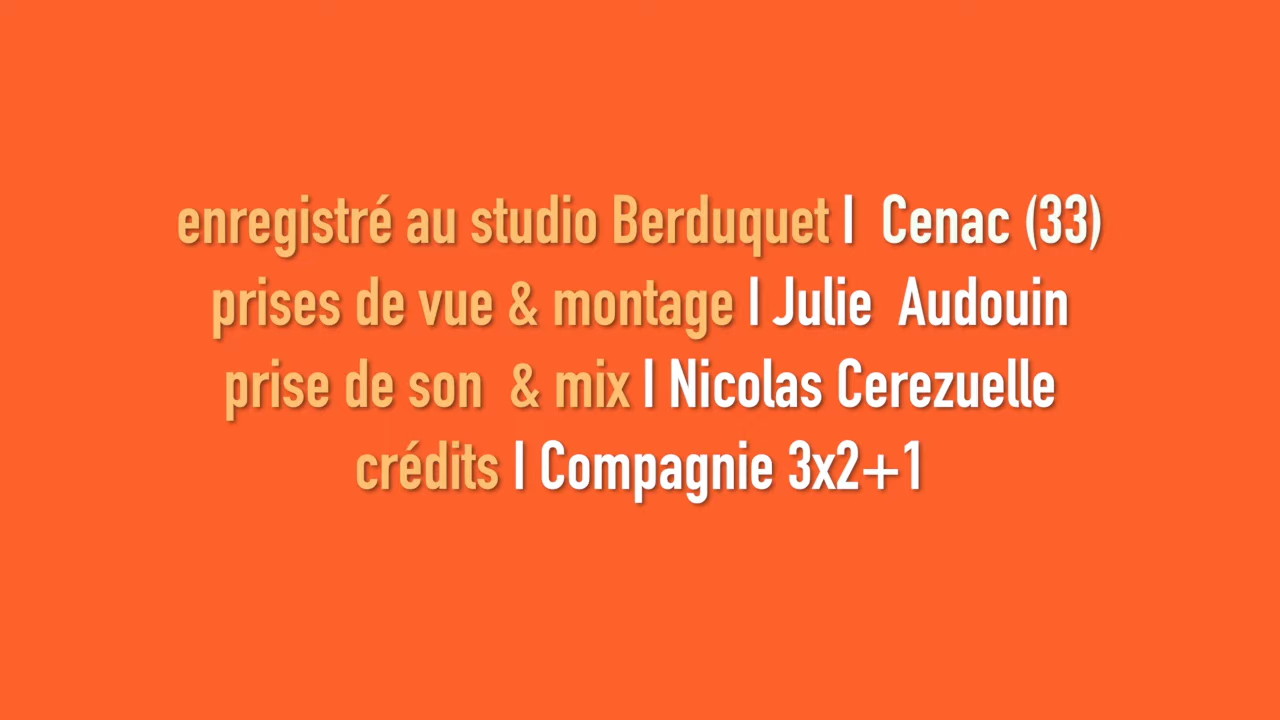 enregistré au studio Berduquet I Cenac (33)
prises de vue & montage I Julie Audouin
prise de son & mix I Nicolas Cerezuelle
crédits I Compagnie 3x2+1